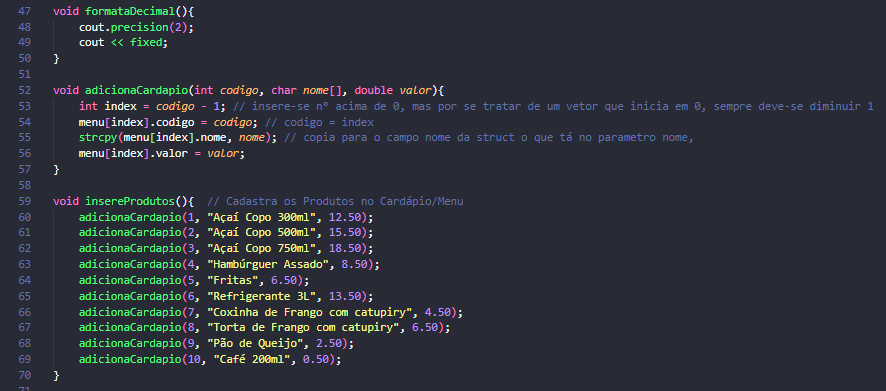 47 void formataDecimal(){
48 cout.precision(2);
49 cout << fixed;
50 }
51
52 void adicionaCardapio(int codigo, char nome[], double valor){
53 int index = codigo - 1; // insere-se nº acima de 0, mas por se tratar de um vetor que inicia em 0, sempre deve-se diminuir 1
54 menu[index].codigo = codigo; // codigo = index
55 strcpy(menu[index].nome, nome); // copia para o campo nome da struct o que tá no parametro nome,
56 menu[index].valor = valor;
57 }
58
59 void insereProdutos(){ // Cadastra os Produtos no Cardápio/Menu
60 adicionaCardapio(1, "Açaí Copo 300ml", 12.50);
61 adicionaCardapio(2, "Açaí Copo 500ml", 15.50);
62 adicionaCardapio(3, "Açaí Copo 750ml", 18.50);
63 adicionaCardapio(4, "Hambúrguer Assado", 8.50);
64 adicionaCardapio(5, "Fritas", 6.50);
65 adicionaCardapio(6, "Refrigerante 3L", 13.50);
66 adicionaCardapio(7, "Coxinha de Frango com catupiry", 4.50);
67 adicionaCardapio(8, "Torta de Frango com catupiry", 6.50);
68 adicionaCardapio(9, "Pão de Queijo", 2.50);
69 adicionaCardapio(10, "Café 200ml", 0.50);
70 }
71